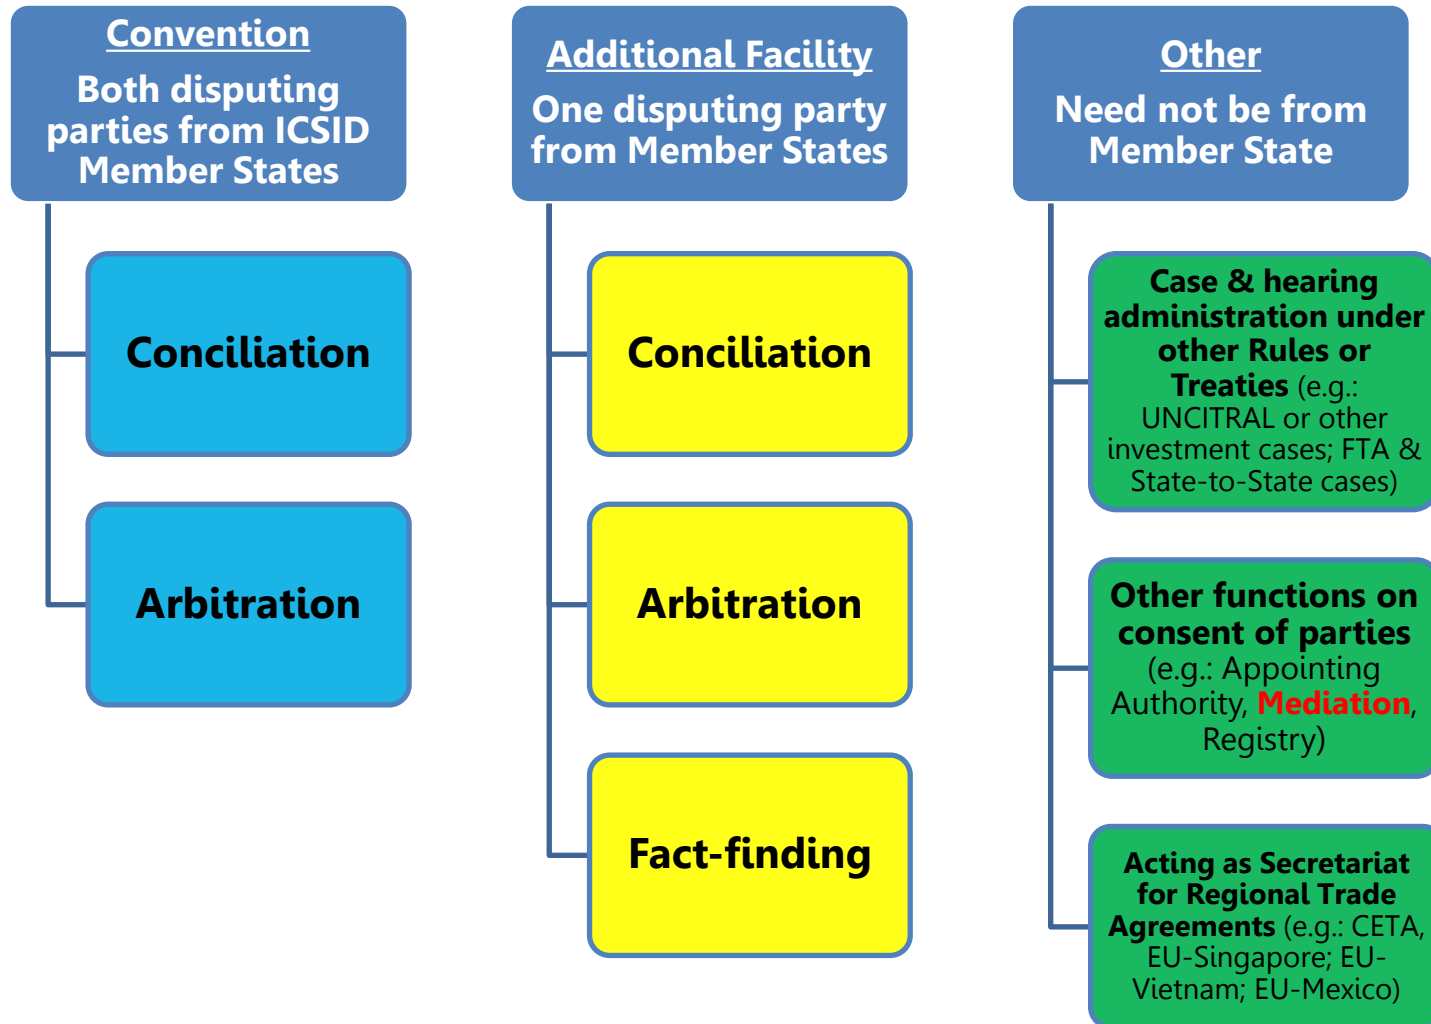 Convention
Both disputing
parties from ICSID
Member States
Conciliation
Arbitration
Additional Facility
One disputing party
from Member States
Conciliation
Arbitration
Fact-finding
Other
Need not be from
Member State
Case & hearing
administration under
other Rules or
Treaties (e.g.:
UNCITRAL or other
investment cases; FTA &
State-to-State cases)
Other functions on
consent of parties
(e.g.: Appointing
Authority, Mediation,
Registry)
Acting as Secretariat
for Regional Trade
Agreements (e.g.: CETA,
EU-Singapore; EU-
Vietnam; EU-Mexico)